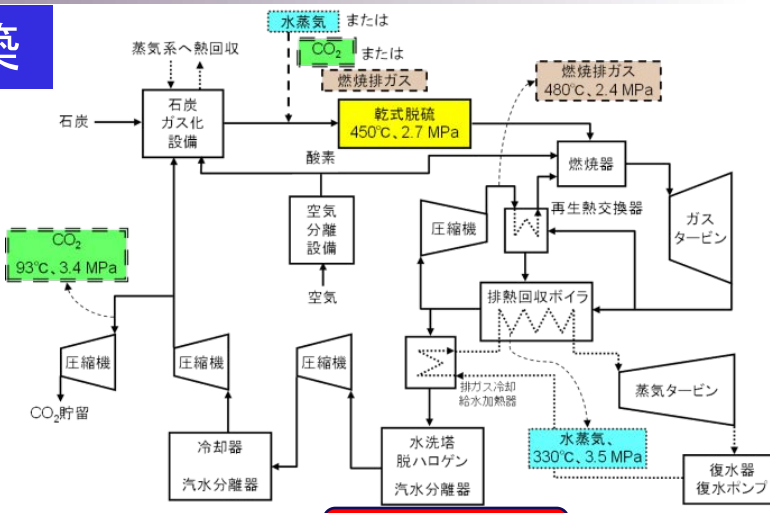 築
水蒸気 または
CO2 または
燃焼排ガス
蒸気系へ熱回収
燃焼排ガス
480℃、2.4 MPa
石炭
石炭
ガス化
設備
乾式脱硫
450℃、2.7 MPa
酸素
燃焼器
空気
分離
設備
圧縮機
再生熱交換器
ガス
タービン
CO2
93℃、3.4 MPa
空気
排熱回収ボイラ
圧縮機
圧縮機
圧縮機
排ガス冷却
給水加熱器
蒸気タービン
CO2貯留
冷却器
汽水分離器
水洗塔
脱ハロゲン
汽水分離器
水蒸気、
330℃、3.5 MPa
復水器
復水ポンプ